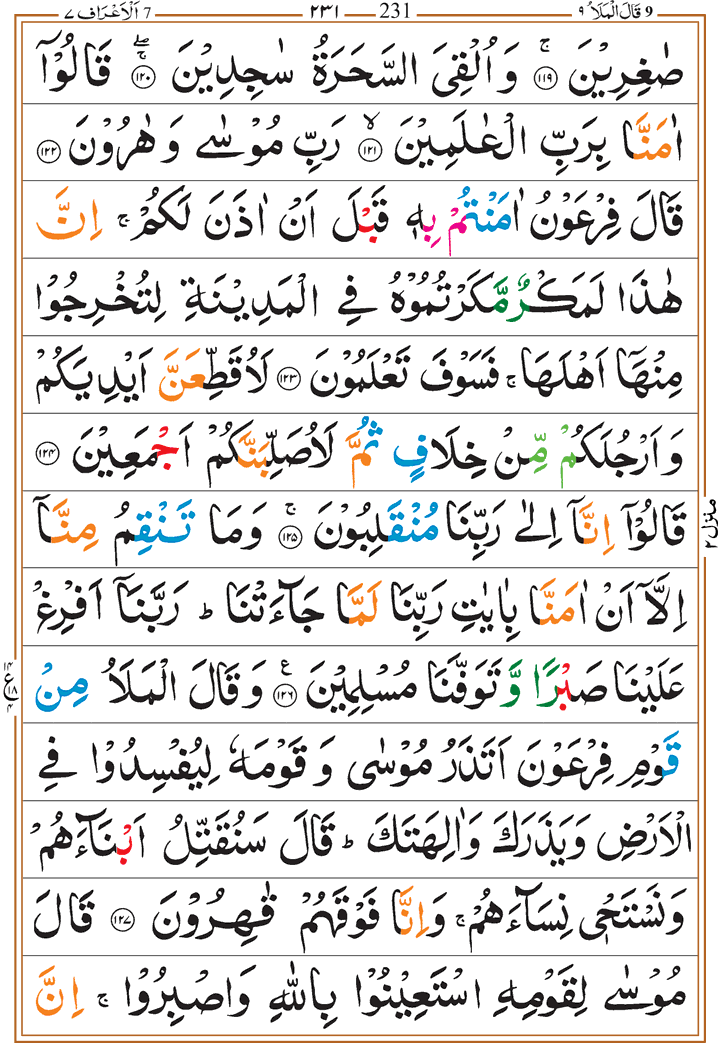 9 قَالَ الْمَلَاُ ٩
231
٢٣١
7 اَلْاَعْرَاف ٧
صٰغِرِيْنَ ۚ ﴿١١٩﴾ وَ اُلْقِيَ السَّحَرَةُ سٰجِدِيْنَ ۚۖ ﴿١٢٠﴾ قَالُوْٓا
اٰمَنَّا بِرَبِّ الْعٰلَمِيْنَ ۙ ﴿١٢١﴾ رَبِّ مُوْسٰى وَ هٰرُوْنَ ﴿١٢٢﴾
قَالَ فِرْعَوْنُ اٰمَنْتُمْ بِهٖ قَبْلَ اَنْ اٰذَنَ لَكُمْ ۚ اِنَّ
هٰذَا لَمَكْرٌ مَّكَرْتُمُوْهُ فِي الْمَدِيْنَةِ لِتُخْرِجُوْا
مِنْهَآ اَهْلَهَا ۚ فَسَوْفَ تَعْلَمُوْنَ ﴿١٢٣﴾ لَاُقَطِّعَنَّ اَيْدِيَكُمْ
وَ اَرْجُلَكُمْ مِّنْ خِلَافٍ ثُمَّ لَاُصَلِّبَنَّكُمْ اَجْمَعِيْنَ ﴿١٢٤﴾
قَالُوْٓا اِنَّآ اِلٰى رَبِّنَا مُنْقَلِبُوْنَ ۚ ﴿١٢٥﴾ وَمَا تَنْقِمُ مِنَّآ
اِلَّآ اَنْ اٰمَنَّا بِاٰيٰتِ رَبِّنَا لَمَّا جَآءَتْنَا ؕ رَبَّنَآ اَفْرِغْ
عَلَيْنَا صَبْرًا وَّ تَوَفَّنَا مُسْلِمِيْنَ ﴿١٢٦﴾ ع وَ قَالَ الْمَلَاُ مِنْ
قَوْمِ فِرْعَوْنَ اَتَذَرُ مُوْسٰى وَ قَوْمَهٗ لِيُفْسِدُوْا فِي
الْاَرْضِ وَيَذَرَكَ وَاٰلِهَتَكَ ؕ قَالَ سَنُقَتِّلُ اَبْنَآءَهُمْ
وَنَسْتَحْيٖ نِسَآءَهُمْ ۚ وَاِنَّا فَوْقَهُمْ قٰهِرُوْنَ ﴿١٢٧﴾ قَالَ
مُوْسٰى لِقَوْمِهِ اسْتَعِيْنُوْا بِاللّٰهِ وَاصْبِرُوْا ۚ اِنَّ
منزل ٢
١٤
ع ١٨
٤